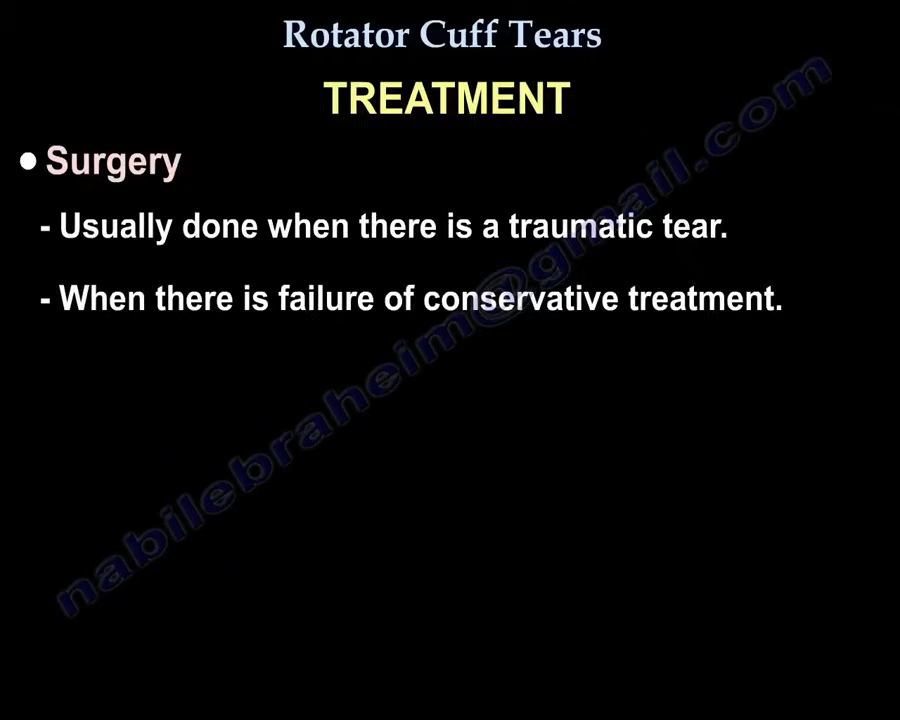 Rotator Cuff Tears
TREATMENT
● Surgery
- Usually done when there is a traumatic tear.
- When there is failure of conservative treatment.
nabilebraheim@gmail.com